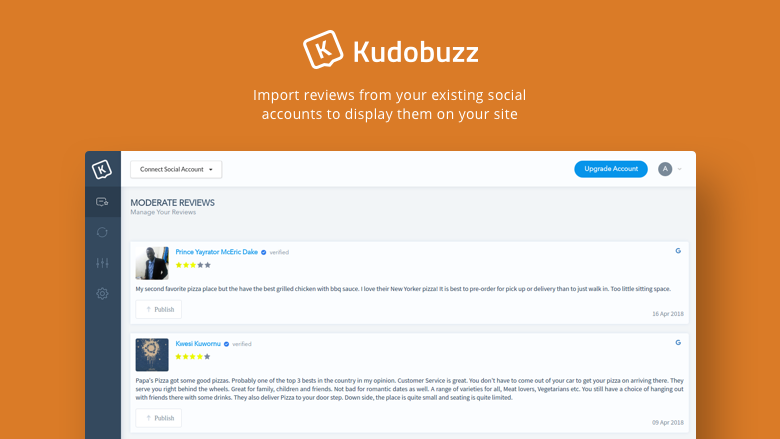 K Kudobuzz
Import reviews from your existing social
accounts to display them on your site
K
Connect Social Account
Upgrade Account
A
MODERATE REVIEWS
Manage Your Reviews
Prince Yayrator McEric Dake verified
G
My second favorite pizza place but the have the best grilled chicken with bbq sauce. I love their New Yorker pizza! It is best to pre-order for pick up or delivery than to just walk in. Too little sitting space.
Publish
16 Apr 2018
Kwesi Kuwornu verified
G
Papa's Pizza got some good pizzas. Probably one of the top 3 bests in the country in my opinion. Customer Service is great. You don't have to come out of your car to get your pizza on arriving there. They
serve you right behind the wheels. Great for family, children and friends. Not bad for romantic dates as well. A range of varieties for all, Meat lovers, Vegetarians etc. You still have a choice of hanging out
with friends there with some drinks. They also deliver Pizza to your door step. Down side, the place is quite small and seating is quite limited.
Publish
09 Apr 2018